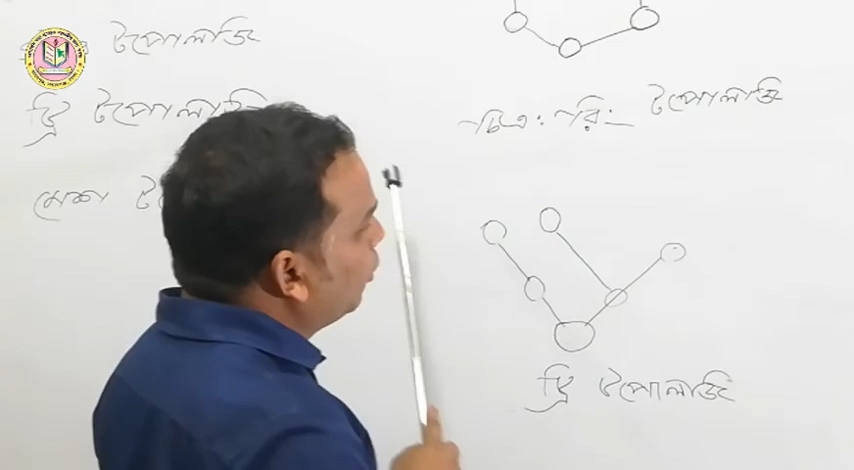 টপোলজি
ট্রি টপোলজি
মেশ
চিত্র: রিং টপোলজি
ট্রি টপোলজি